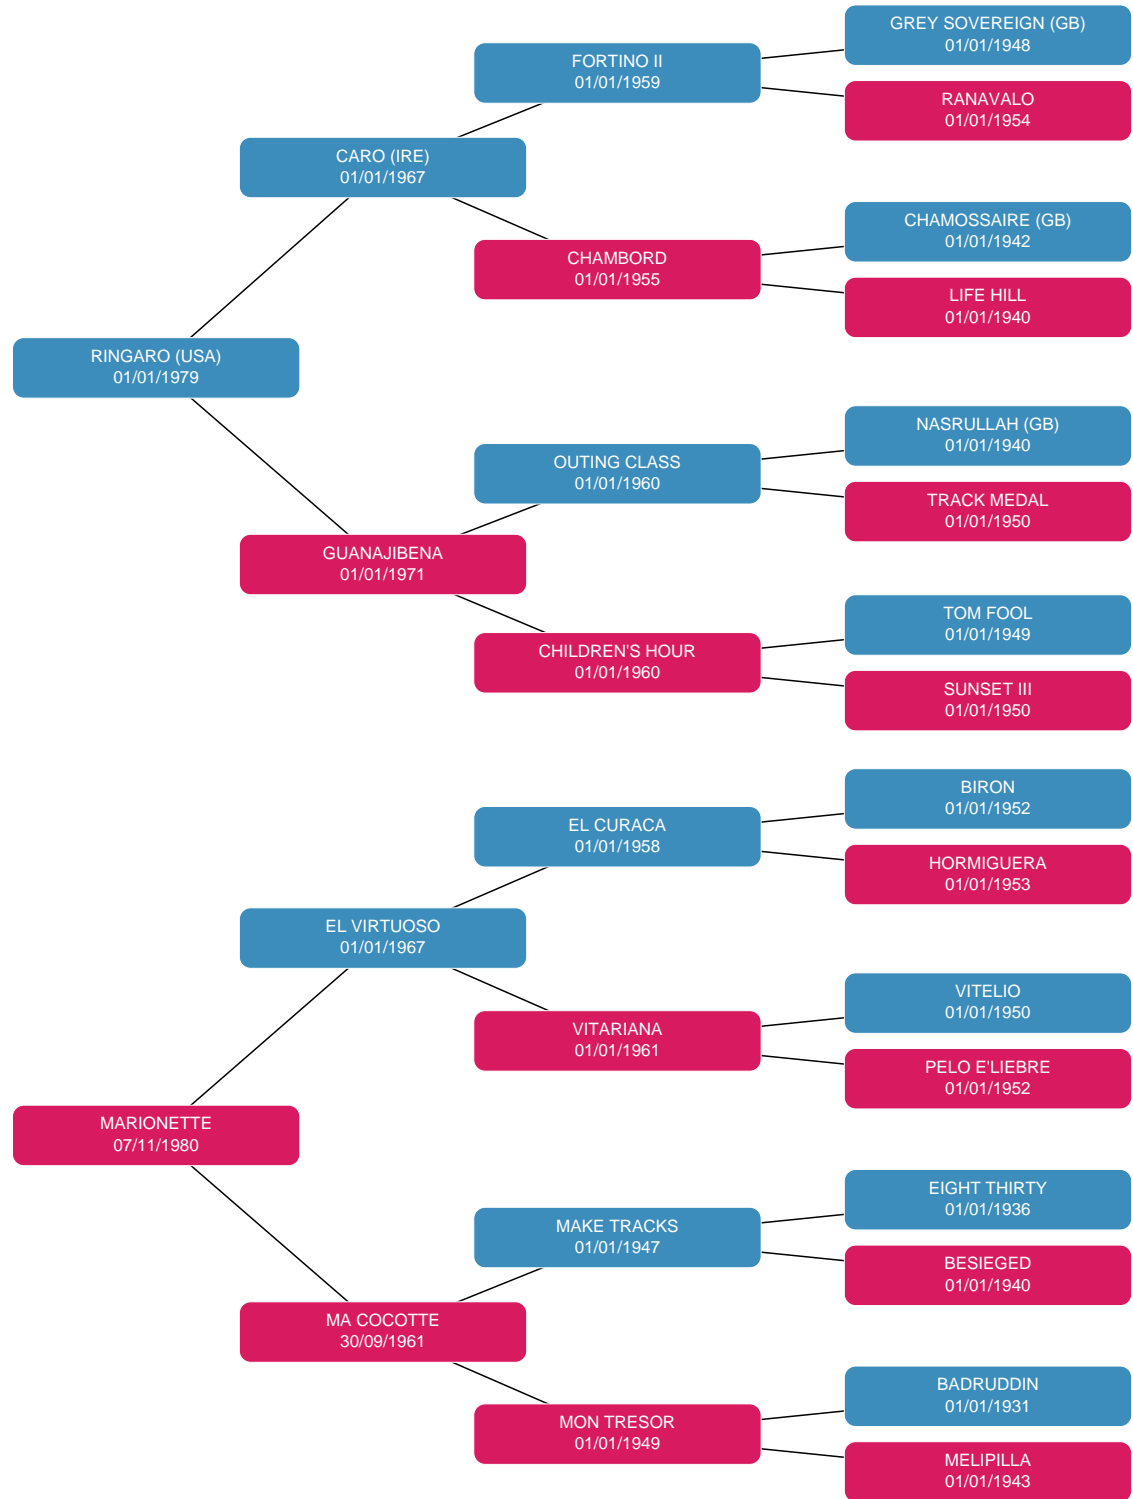 GREY SOVEREIGN (GB)
01/01/1948
FORTINO II
01/01/1959
RANAVALO
01/01/1954
CARO (IRE)
01/01/1967
CHAMOSSAIRE (GB)
01/01/1942
CHAMBORD
01/01/1955
LIFE HILL
01/01/1940
RINGARO (USA)
01/01/1979
NASRULLAH (GB)
01/01/1940
OUTING CLASS
01/01/1960
TRACK MEDAL
01/01/1950
GUANAJIBENA
01/01/1971
TOM FOOL
01/01/1949
CHILDREN'S HOUR
01/01/1960
SUNSET III
01/01/1950
BIRON
01/01/1952
EL CURACA
01/01/1958
HORMIGUERA
01/01/1953
EL VIRTUOSO
01/01/1967
VITELIO
01/01/1950
VITARIANA
01/01/1961
PELO E'LIEBRE
01/01/1952
MARIONETTE
07/11/1980
EIGHT THIRTY
01/01/1936
MAKE TRACKS
01/01/1947
BESIEGED
01/01/1940
MA COCOTTE
30/09/1961
BADRUDDIN
01/01/1931
MON TRESOR
01/01/1949
MELIPILLA
01/01/1943